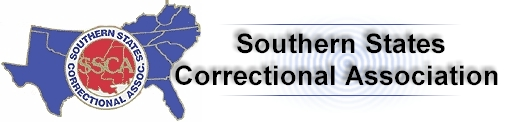 SOUTHERN STATES
SSCA
CORRECTIONAL ASSOC.
Southern States
Correctional Association